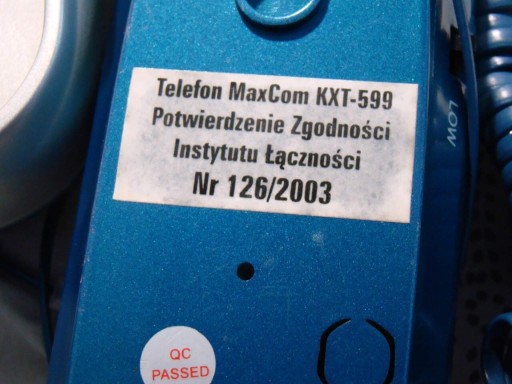 Telefon MaxCom KXT-599
Potwierdzenie Zgodności
Instytutu Łączności
Nr 126/2003
LOW
QC
PASSED